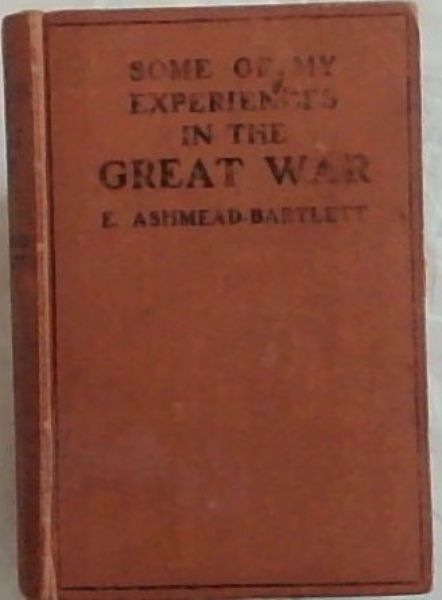 SOME OF MY
EXPERIENCES
IN THE
GREAT WAR
E. ASHMEAD-BARTLETT